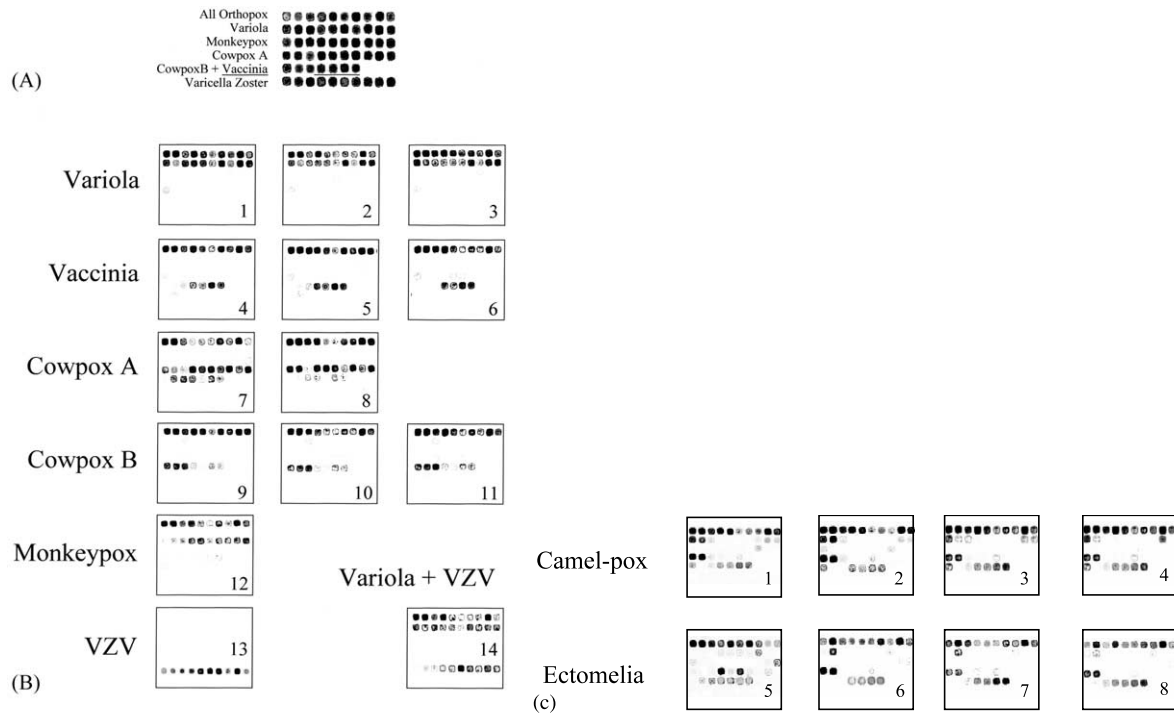 All Orthopox
Variola
Monkeypox
Cowpox A
CowpoxB + Vaccinia
Varicella Zoster
(A)
Variola
1
2
3
Vaccinia
4
5
6
Cowpox A
7
8
Cowpox B
9
10
11
Monkeypox
12
Variola + VZV
VZV
13
14
(B)
Camel-pox
1
2
3
4
Ectomelia
5
6
7
8
(c)